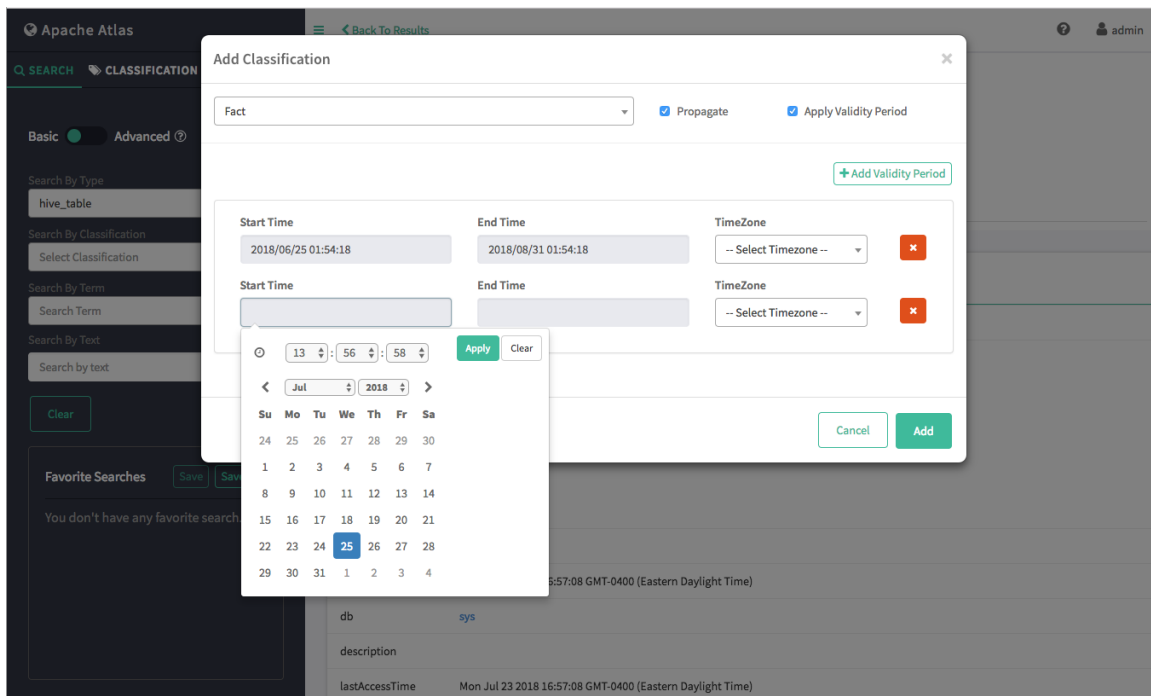 Apache Atlas
Back To Results
admin
SEARCH CLASSIFICATION
Basic Advanced
Search By Type
hive_table
Search By Classification
Select Classification
Search By Term
Search Term
Search By Text
Search by text
Clear
Favorite Searches Save
You don't have any favorite search.
Add Classification
×
Fact Propagate Apply Validity Period
+Add Validity Period
Start Time End Time TimeZone
2018/06/25 01:54:18 2018/08/31 01:54:18 -- Select Timezone --
Start Time End Time TimeZone
-- Select Timezone --
13 : 56 : 58 Apply Clear
Jul 2018
Su Mo Tu We Th Fr Sa
24 25 26 27 28 29 30
1 2 3 4 5 6 7
8 9 10 11 12 13 14
15 16 17 18 19 20 21
22 23 24 25 26 27 28
29 30 31 1 2 3 4
Cancel Add
:57:08 GMT-0400 (Eastern Daylight Time)
db sys
description
lastAccessTime Mon Jul 23 2018 16:57:08 GMT-0400 (Eastern Daylight Time)